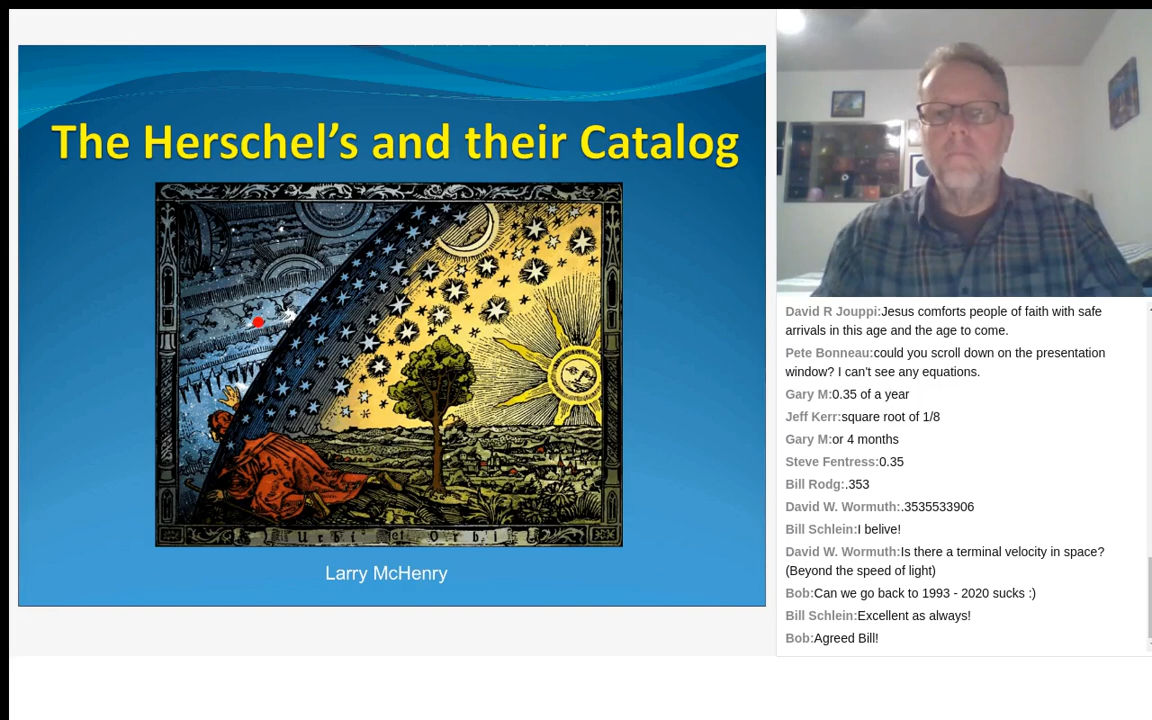 The Herschel's and their Catalog
Urbi et Orbi
Larry McHenry
David R Jouppi:Jesus comforts people of faith with safe
arrivals in this age and the age to come.
Pete Bonneau:could you scroll down on the presentation
window? I can't see any equations.
Gary M:0.35 of a year
Jeff Kerr:square root of 1/8
Gary M:or 4 months
Steve Fentress:0.35
Bill Rodg:.353
David W. Wormuth:.3535533906
Bill Schlein:I belive!
David W. Wormuth:Is there a terminal velocity in space?
(Beyond the speed of light)
Bob:Can we go back to 1993 - 2020 sucks :)
Bill Schlein:Excellent as always!
Bob:Agreed Bill!